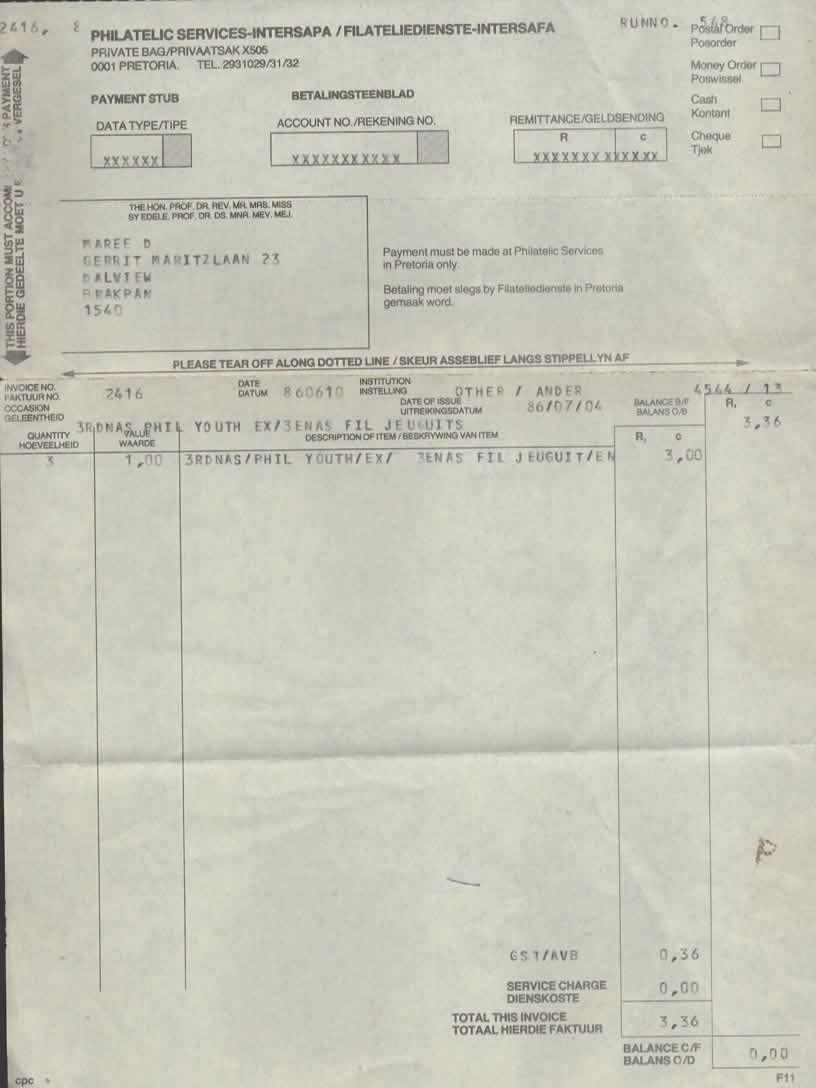 2416, 8 RUNNO. 568
PHILATELIC SERVICES-INTERSAPA / FILATELIEDIENSTE-INTERSAFA
PRIVATE BAG/PRIVAATSAK X505
0001 PRETORIA. TEL. 2931029/31/32
Postal Order
Posorder
Money Order
Poswissel
Cash
Kontant
Cheque
Tjek
PAYMENT STUB BETALINGSTEENBLAD
DATA TYPE/TIPE ACCOUNT NO./REKENING NO. REMITTANCE/GELDSENDING
R c
XXXXXX XXXXXXXXXXX XXXXXXX XXXXXX
THIS PORTION MUST ACCOM PAYMENT
HIERDIE GEDEELTE MOET U VERGESEL
THE HON. PROF. DR. REV. MR. MRS. MISS
SY EDELE. PROF. DR. DS. MNR. MEV. MEJ.
MAREE D
GERRIT MARITZLAAN 23
DALVIEW
BRAKPAN
1540
Payment must be made at Philatelic Services
in Pretoria only.
Betaling moet slegs by Filateliedienste in Pretoria
gemaak word.
PLEASE TEAR OFF ALONG DOTTED LINE / SKEUR ASSEBLIEF LANGS STIPPELLYN AF
INVOICE NO.
FAKTUUR NO. 2416
DATE
DATUM 860610
INSTITUTION
INSTELLING OTHER / ANDER
4544 / 13
OCCASION
GELEENTHEID
DATE OF ISSUE
UITREIKINGSDATUM 86/07/04
BALANCE B/F
BALANS O/B
R, c
3,36
3RDNAS PHIL YOUTH EX/3ENAS FIL JEUGUITS
QUANTITY
HOEVEELHEID
VALUE
WAARDE
DESCRIPTION OF ITEM / BESKRYWING VAN ITEM
R, c
3 1,00 3RDNAS/PHIL YOUTH/EX/ 3ENAS FIL JEUGUIT/EN 3,00
P
GST/AVB 0,36
SERVICE CHARGE
DIENSKOSTE 0,00
TOTAL THIS INVOICE
TOTAAL HIERDIE FAKTUUR 3,36
BALANCE C/F
BALANS O/D 0,00
cpc F11